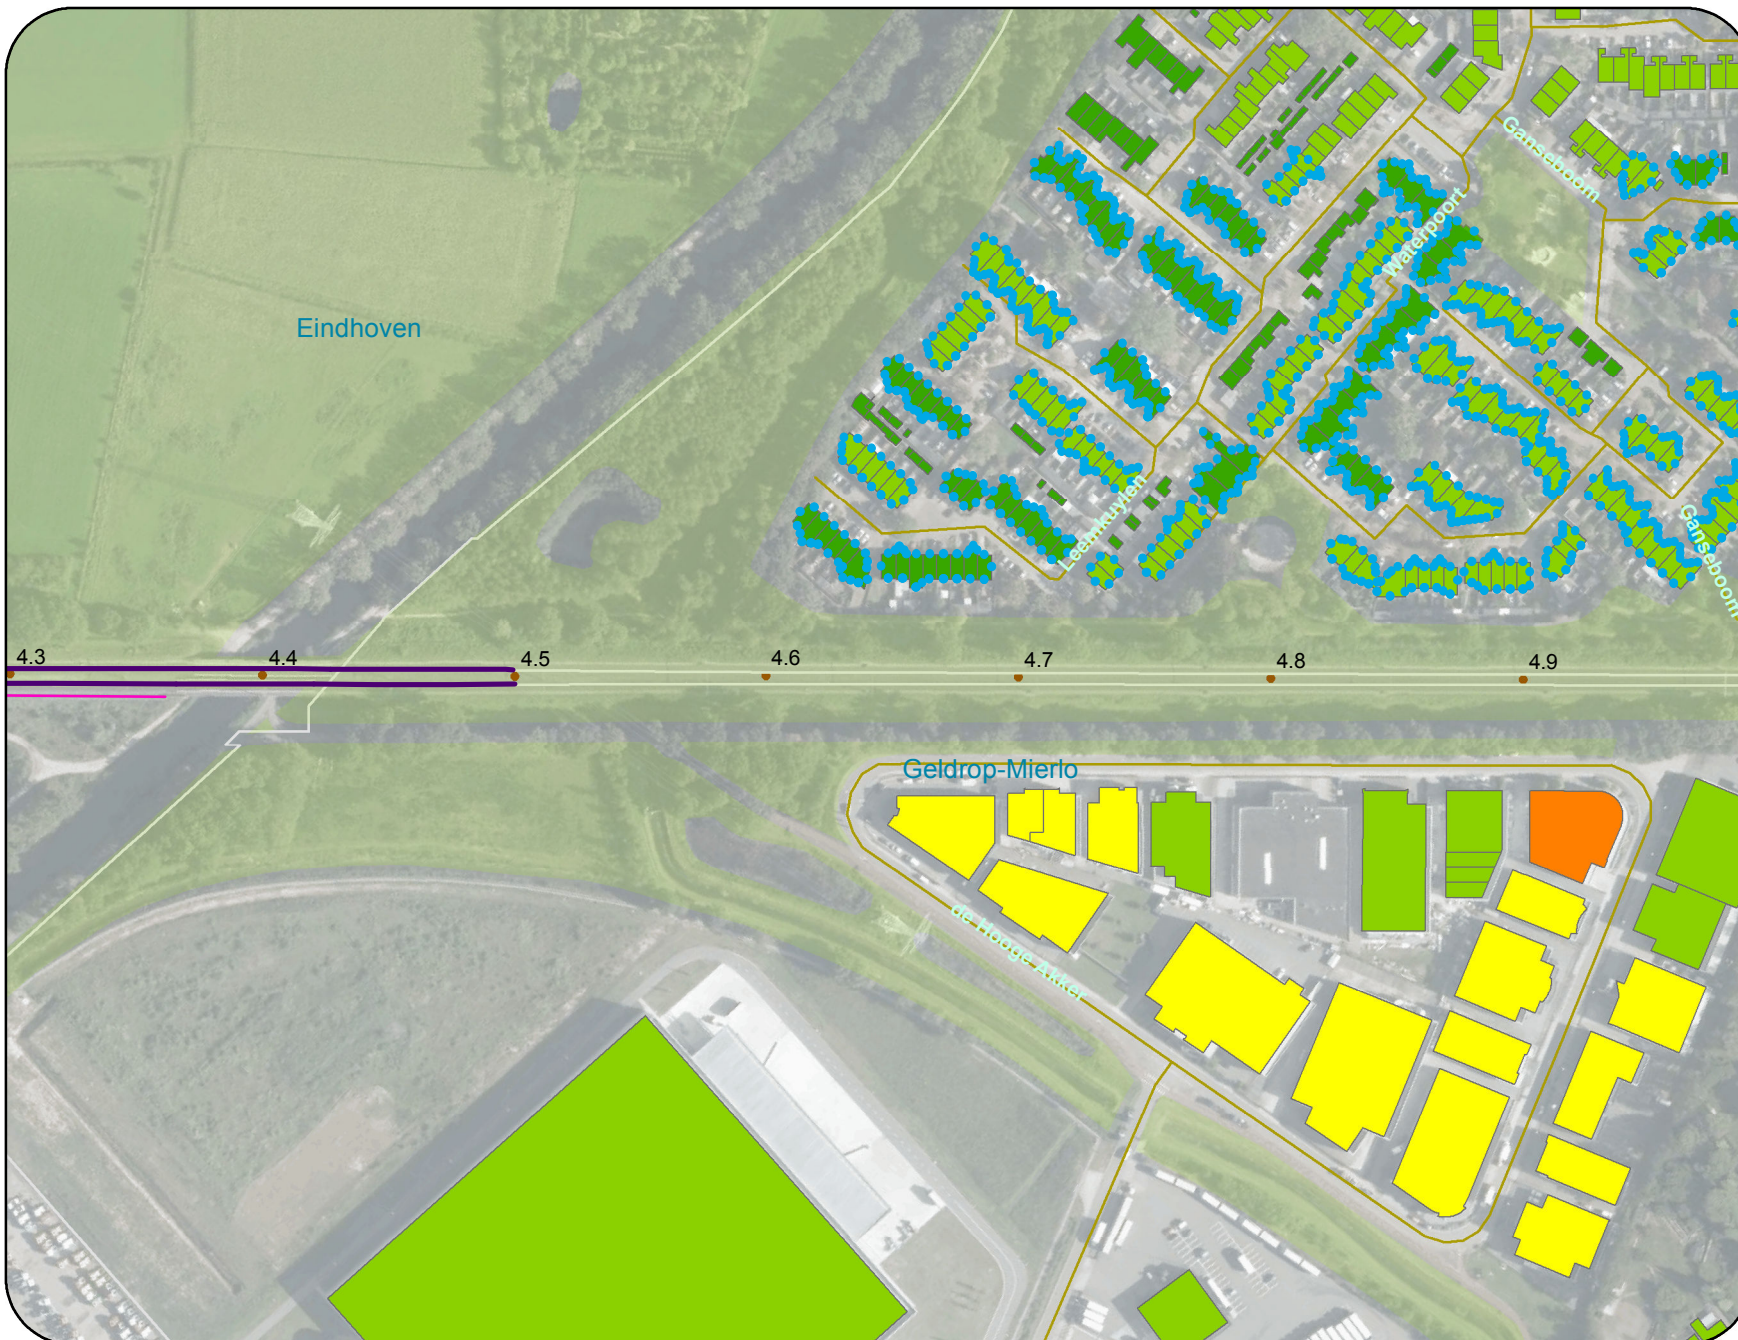 Ganseboom
Waterpoort
Eindhoven
Leemkuylen
Ganseboom
4.3
4.4
4.5
4.6
4.7
4.8
4.9
Geldrop-Mierlo
de Hooge Akker